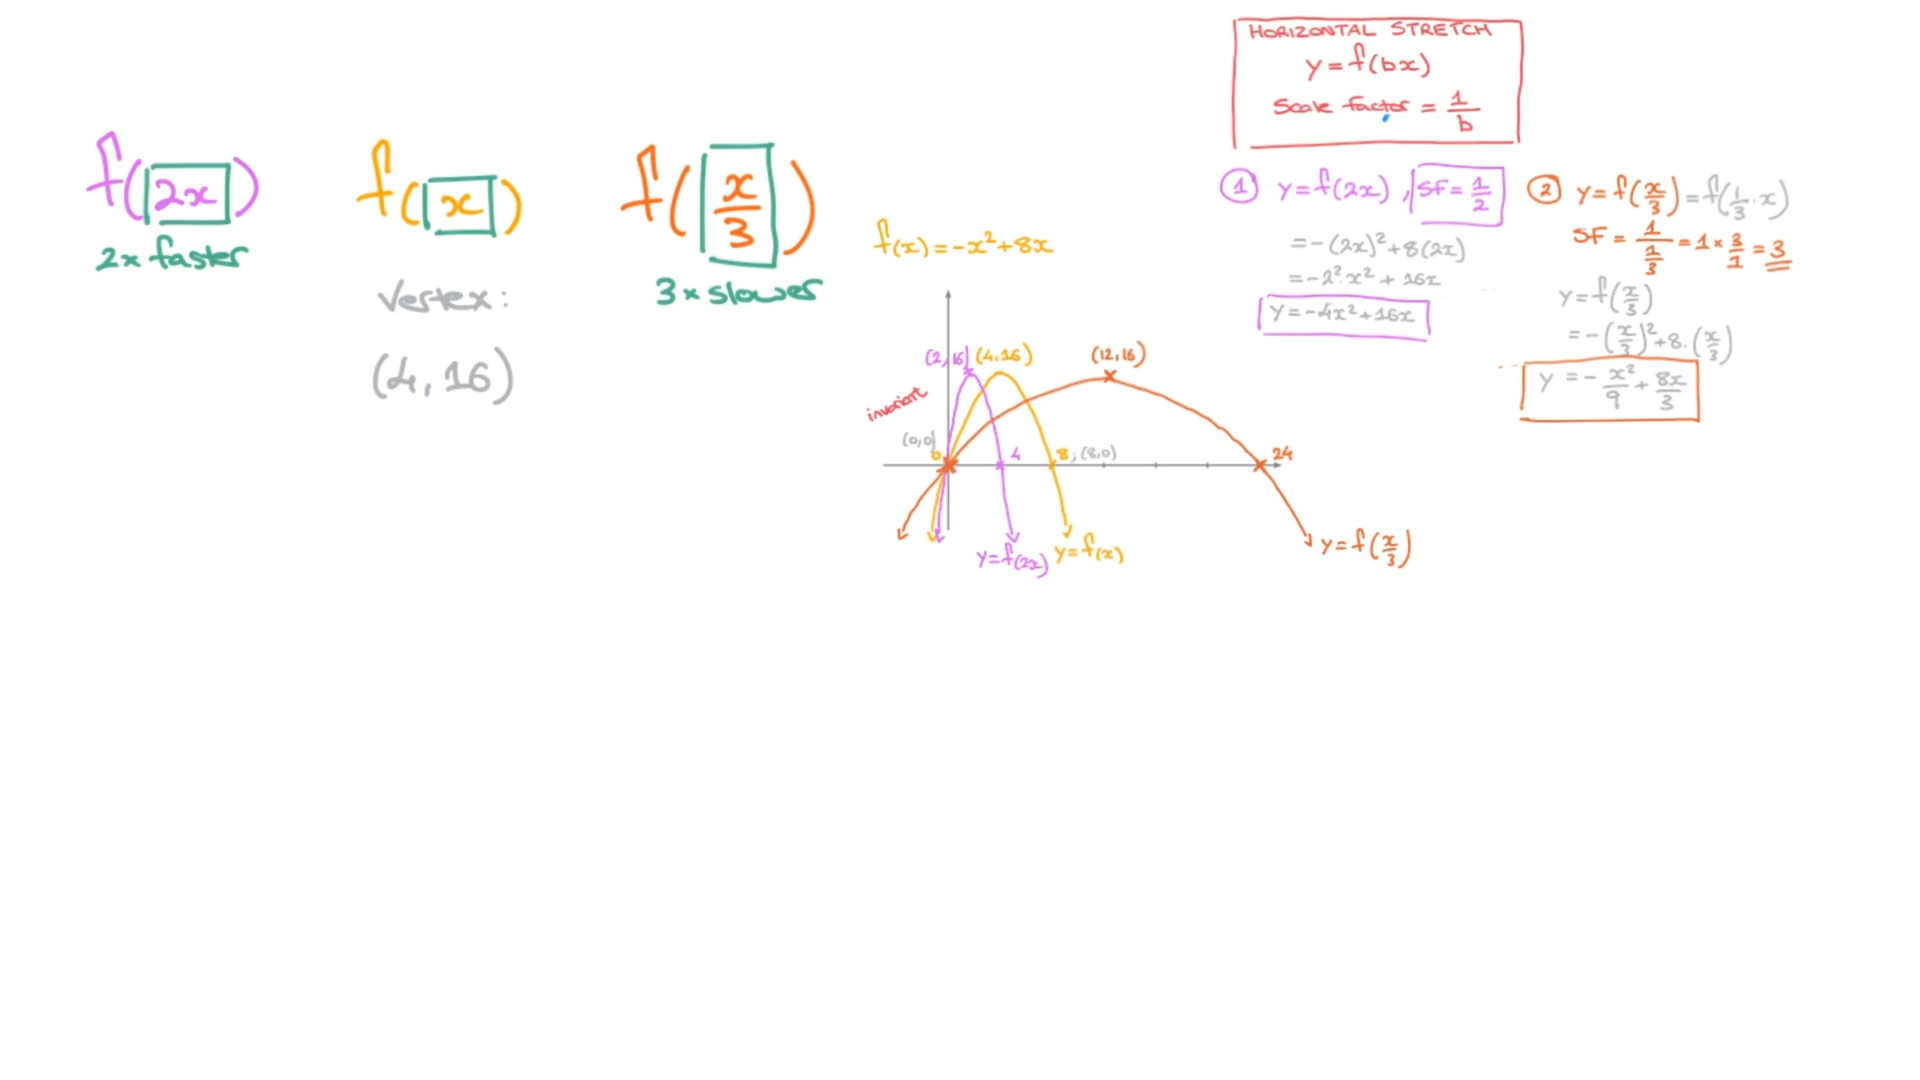 HORIZONTAL STRETCH
y = f(bx)
Scale factor = 1/b
f(2x)
2x faster
f(x)
Vertex:
(4, 16)
f(x/3)
3x slower
f(x) = -x² + 8x
① y = f(2x), SF = 1/2
= -(2x)² + 8(2x)
= -2²·x² + 16x
y = -4x² + 16x
② y = f(x/3) = f(1/3 · x)
SF = 1/(1/3) = 1 × 3/1 = 3
y = f(x/3)
= -(x/3)² + 8·(x/3)
y = -x²/9 + 8x/3
(2, 16) (4, 16) (12, 16)
invariant
(0,0)
0 4 8; (8,0) 24
y = f(2x) y = f(x) y = f(x/3)